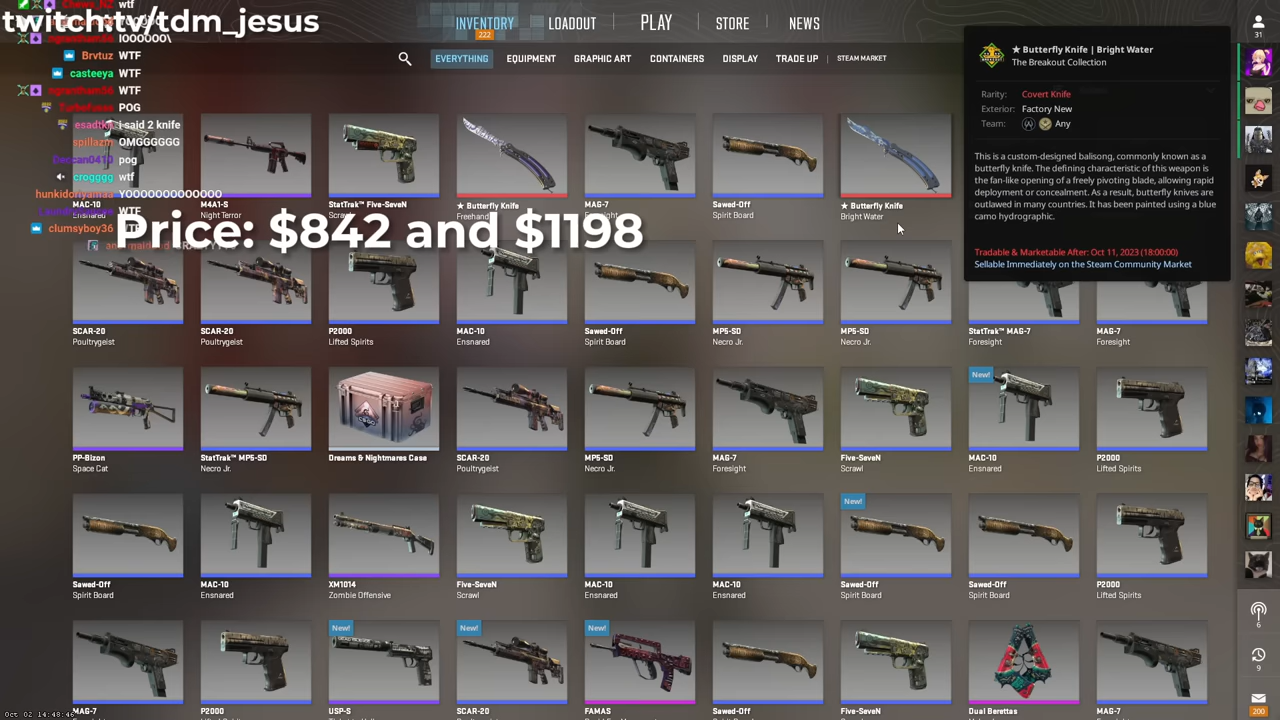 twitch.tv/tdm_jesus
INVENTORY
222
LOADOUT
PLAY
STORE
NEWS
31
EVERYTHING
EQUIPMENT
GRAPHIC ART
CONTAINERS
DISPLAY
TRADE UP
STEAM MARKET
wtf
Brvtuz WTF
casteeya WTF
WTF
POG
i said 2 knife
spillazm OMGGGGGG
pog
crogggg wtf
hunkidoriyamaa YOOOOOOOOOOOOO
WTF
clumsyboy36
Price: $842 and $1198
★ Butterfly Knife | Bright Water
The Breakout Collection
Rarity: Covert Knife
Exterior: Factory New
Team: Any
This is a custom-designed balisong, commonly known as a
butterfly knife. The defining characteristic of this weapon is
the fan-like opening of a freely pivoting blade, allowing rapid
deployment or concealment. As a result, butterfly knives are
outlawed in many countries. It has been painted using a blue
camo hydrographic.
Tradable & Marketable After: Oct 11, 2023 (18:00:00)
Sellable Immediately on the Steam Community Market
MAC-10
Ensnared
M4A1-S
Night Terror
StatTrak™ Five-SeveN
★ Butterfly Knife
Freehand
MAG-7
Sawed-Off
Spirit Board
★ Butterfly Knife
Bright Water
SCAR-20
Poultrygeist
SCAR-20
Poultrygeist
P2000
Lifted Spirits
MAC-10
Ensnared
Sawed-Off
Spirit Board
MP5-SD
Necro Jr.
MP5-SD
Necro Jr.
StatTrak™ MAG-7
Foresight
MAG-7
Foresight
PP-Bizon
Space Cat
StatTrak™ MP5-SD
Necro Jr.
Dreams & Nightmares Case
SCAR-20
Poultrygeist
MP5-SD
Necro Jr.
MAG-7
Foresight
Five-SeveN
Scrawl
New!
MAC-10
Ensnared
P2000
Lifted Spirits
Sawed-Off
Spirit Board
MAC-10
Ensnared
XM1014
Zombie Offensive
Five-SeveN
Scrawl
MAC-10
Ensnared
MAC-10
Ensnared
New!
Sawed-Off
Spirit Board
Sawed-Off
Spirit Board
P2000
Lifted Spirits
MAG-7
P2000
New!
USP-S
New!
SCAR-20
New!
FAMAS
Sawed-Off
Five-SeveN
Dual Berettas
MAG-7
6
9
200
Oct 02 14:48:4